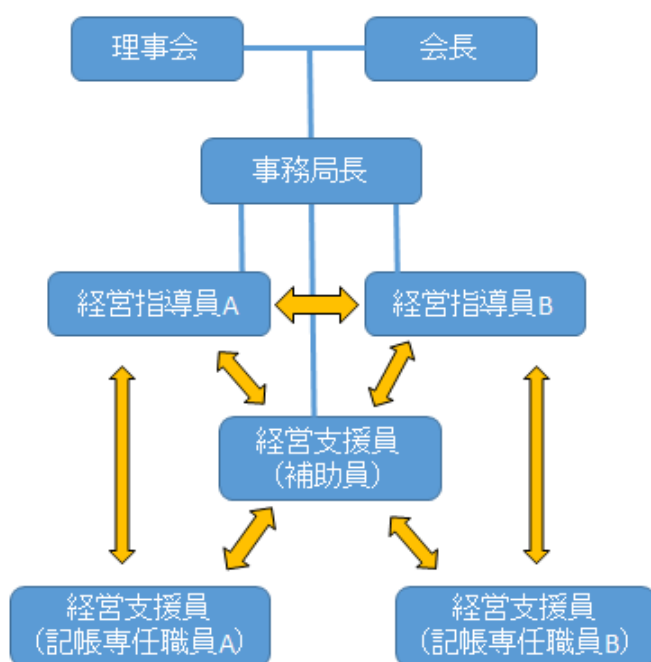 理事会
会長
事務局長
経営指導員A
経営指導員B
経営支援員
(補助員)
経営支援員
(記帳専任職員A)
経営支援員
(記帳専任職員B)